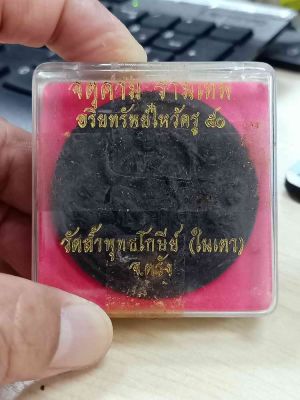 จตุคาม รามเทพ
อริยทรัพย์ไหว้ครู ๕๐
วัดถ้ำพุทธโกษีย์ (ในเตา)
จ.ตรัง